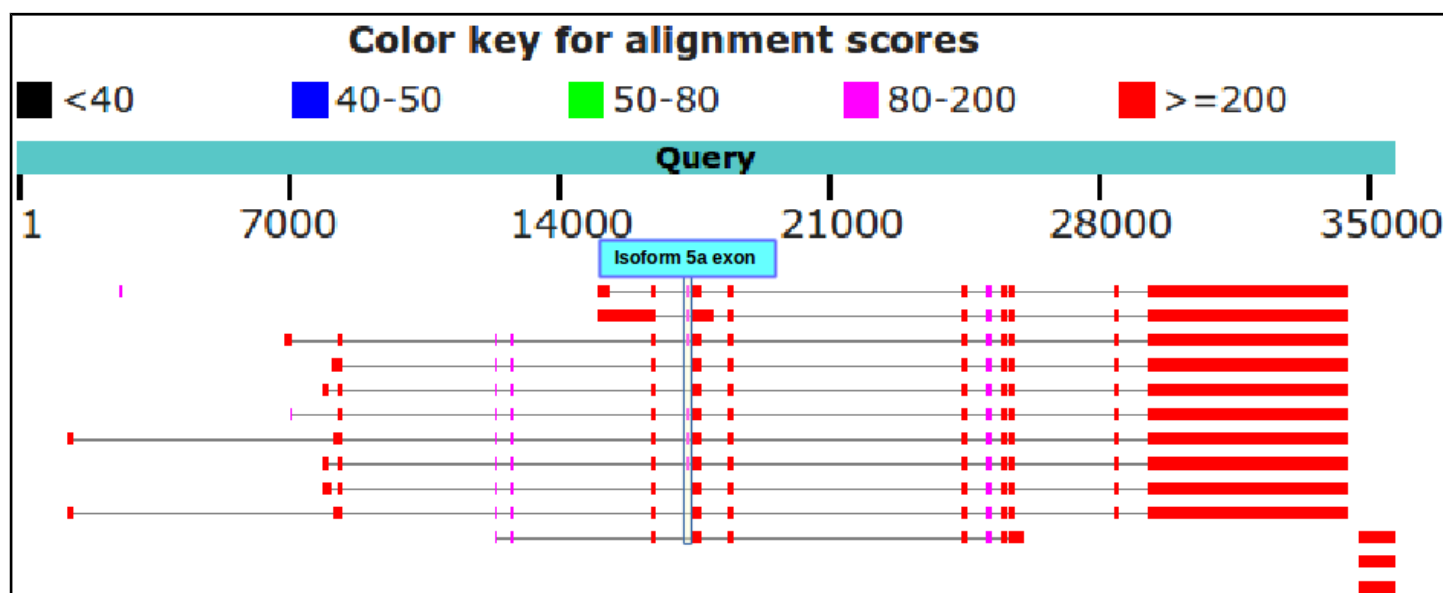 Color key for alignment scores
<40 40-50 50-80 80-200 >=200
Query
1 7000 14000 21000 28000 35000
Isoform 5a exon